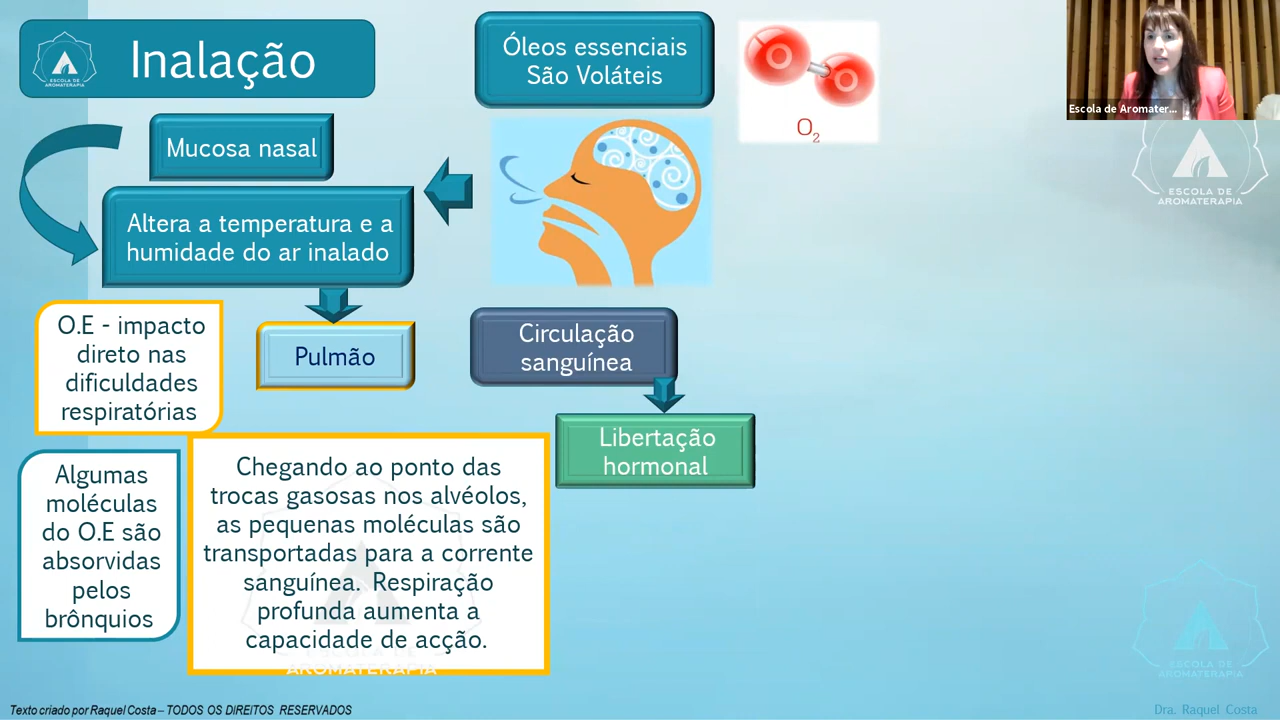 ESCOLA DE
AROMATERAPIA
Inalação
Óleos essenciais
São Voláteis
O2
Escola de Aromater...
ESCOLA DE
AROMATERAPIA
Mucosa nasal
Altera a temperatura e a
humidade do ar inalado
O.E - impacto
direto nas
dificuldades
respiratórias
Pulmão
Circulação
sanguínea
Libertação
hormonal
Algumas
moléculas
do O.E são
absorvidas
pelos
brônquios
Chegando ao ponto das
trocas gasosas nos alvéolos,
as pequenas moléculas são
transportadas para a corrente
sanguínea. Respiração
profunda aumenta a
capacidade de acção.
AROMATERAPIA
ESCOLA DE
AROMATERAPIA
Texto criado por Raquel Costa – TODOS OS DIREITOS RESERVADOS
Dra. Raquel Costa